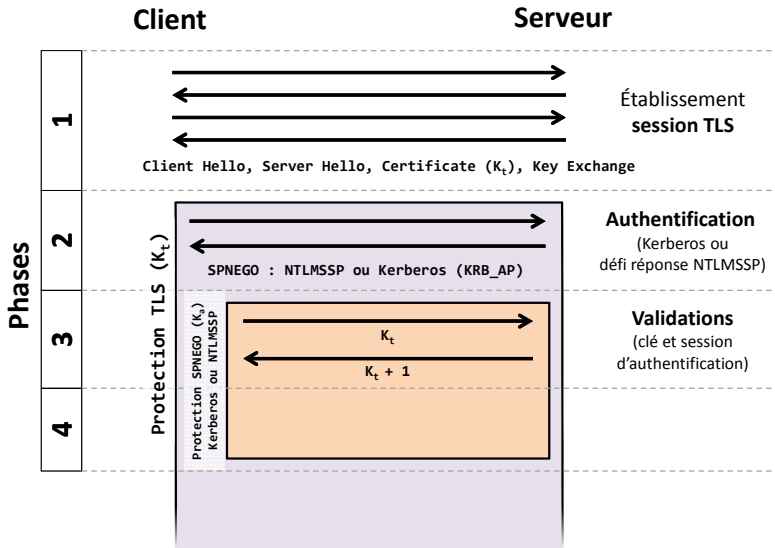 Client
Serveur
Phases
1
Établissement
session TLS
Client Hello, Server Hello, Certificate (Kt), Key Exchange
2
Protection TLS (Kt)
SPNEGO : NTLMSSP ou Kerberos (KRB_AP)
Authentification
(Kerberos ou
défi réponse NTLMSSP)
3
Protection SPNEGO (Ka)
Kerberos ou NTLMSSP
Kt
Kt + 1
Validations
(clé et session
d'authentification)
4